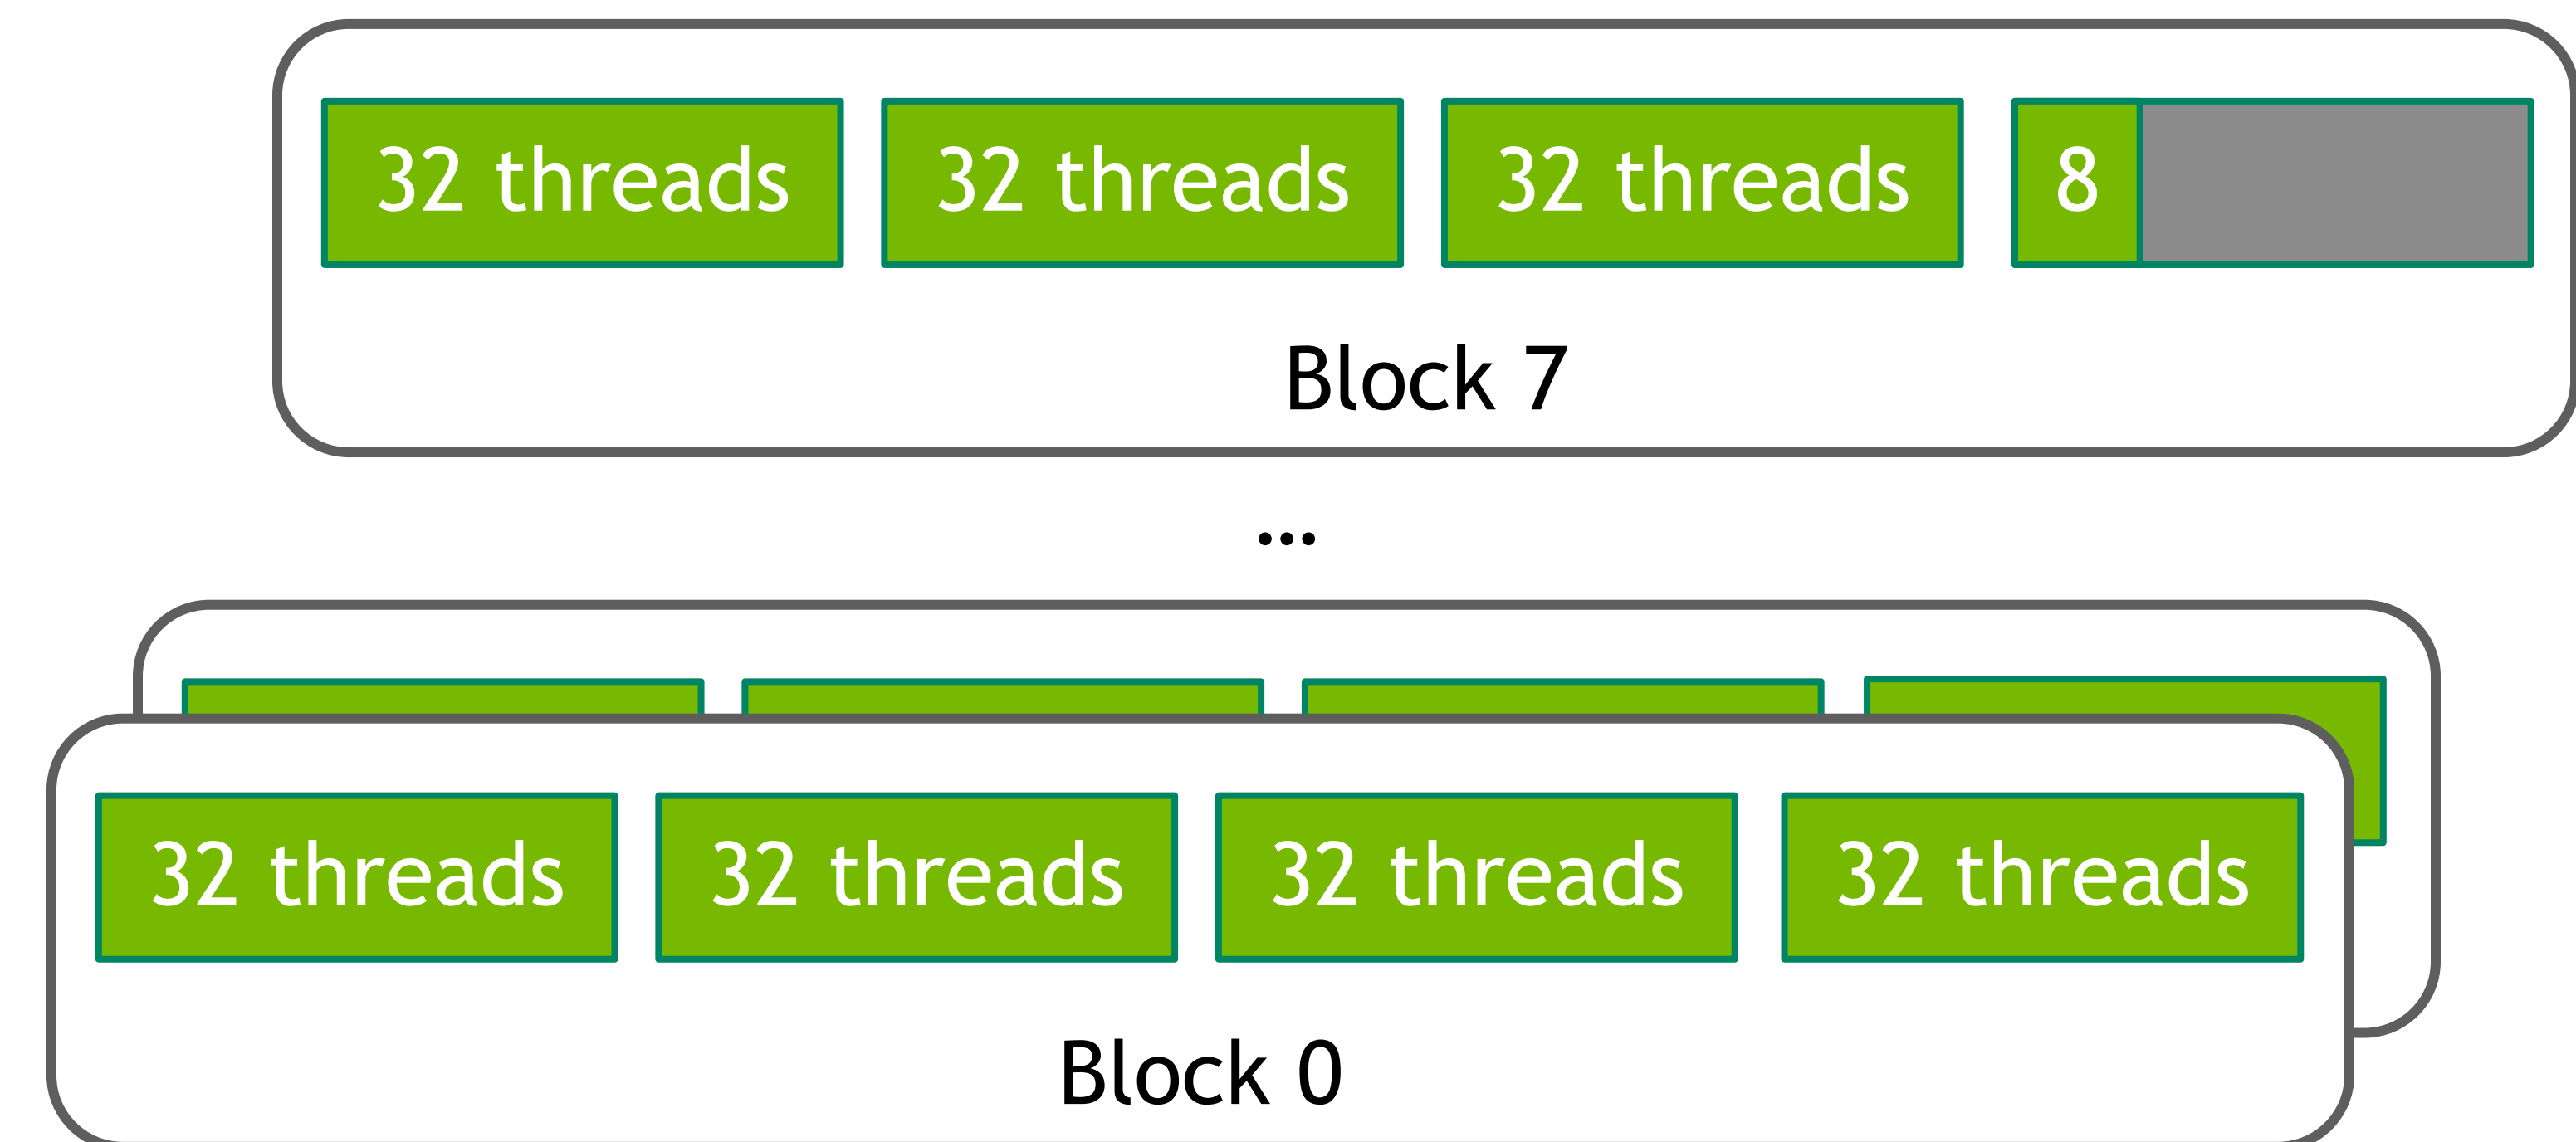 32 threads 32 threads 32 threads 8
Block 7
...
32 threads 32 threads 32 threads 32 threads
Block 0